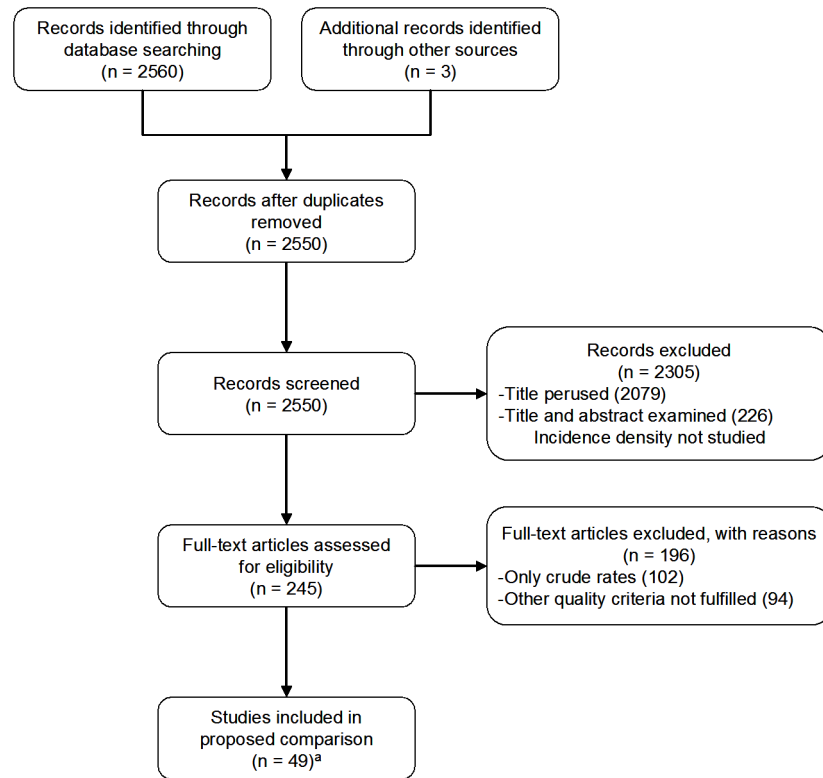 Records identified through
database searching
(n = 2560)
Additional records identified
through other sources
(n = 3)
Records after duplicates
removed
(n = 2550)
Records screened
(n = 2550)
Records excluded
(n = 2305)
-Title perused (2079)
-Title and abstract examined (226)
Incidence density not studied
Full-text articles assessed
for eligibility
(n = 245)
Full-text articles excluded, with reasons
(n = 196)
-Only crude rates (102)
-Other quality criteria not fulfilled (94)
Studies included in
proposed comparison
(n = 49)ª